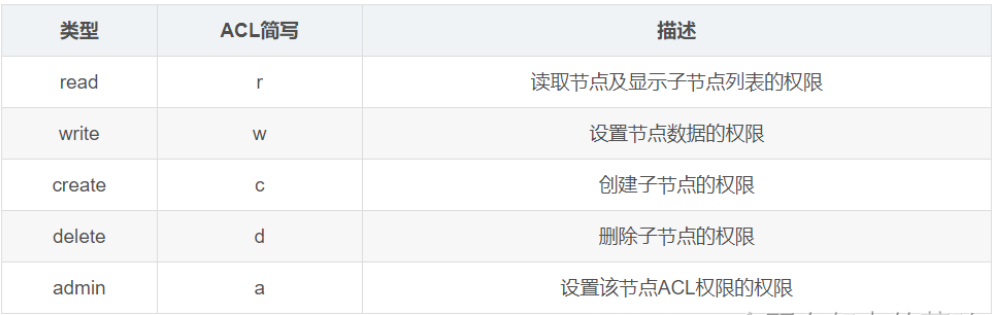 类型 ACL简写 描述
read r 读取节点及显示子节点列表的权限
write w 设置节点数据的权限
create c 创建子节点的权限
delete d 删除子节点的权限
admin a 设置该节点ACL权限的权限